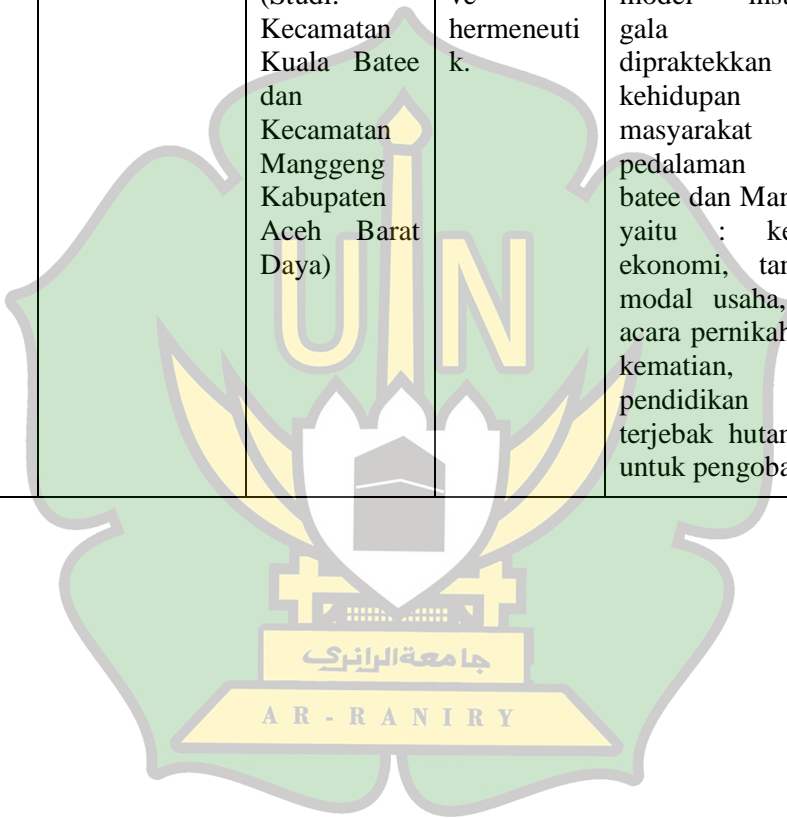 (Studi:
Kecamatan
Kuala Batee
dan
Kecamatan
Manggeng
Kabupaten
Aceh Barat
Daya)
ve
hermeneuti
k.
model
gala
dipraktekkan
kehidupan
masyarakat
pedalaman
batee dan
yaitu :
ekonomi,
modal usaha,
acara
kematian,
pendidikan
terjebak
untuk
UIN
جامعة الرانري
AR-RANIRY